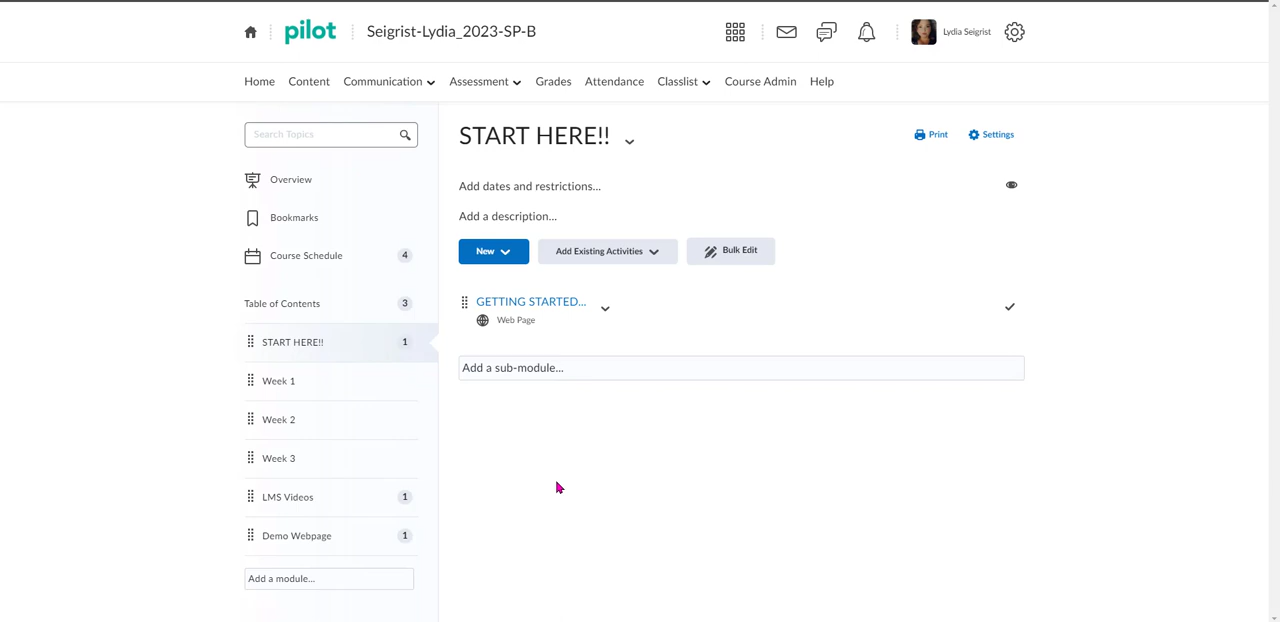 pilot
Seigrist-Lydia_2023-SP-B
Lydia Seigrist
Home Content Communication Assessment Grades Attendance Classlist Course Admin Help
Search Topics
Overview
Bookmarks
Course Schedule 4
Table of Contents 3
START HERE!! 1
Week 1
Week 2
Week 3
LMS Videos 1
Demo Webpage 1
Add a module...
START HERE!!
Print Settings
Add dates and restrictions...
Add a description...
New Add Existing Activities Bulk Edit
GETTING STARTED...
Web Page
Add a sub-module...